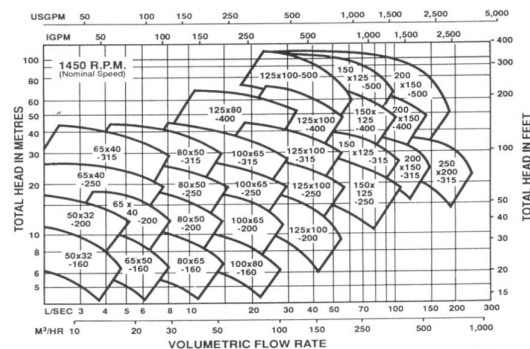 USGPM 50 100 150 250 500 1,000 1,500 2,500 5,000
IGPM 50 100 150 250 500 1,000 1,500 2,500
1450 R.P.M.
(Nominal Speed)
TOTAL HEAD IN METRES
100
80
60
50
40
30
20
10
8
6
5
TOTAL HEAD IN FEET
400
300
200
100
50
40
30
20
15
125x100-500
150
x125
-500
200
x150
-500
125x80
-400
125x100
-400
150x
125
-400
200
x150
-400
65x40
-315
80x50
-315
100x65
-315
125x100
-315
150
x125
-315
200
x150
-315
250
x200
-315
65x40
-250
80x50
-250
100x65
-250
125x100
-250
150x
125
-250
50x32
-200
65 x
40
-200
80x50
-200
100x65
-200
125x100
-200
50x32
-160
65x50
-160
80x65
-160
100x80
-160
L/SEC 3 4 5 6 8 10 15 20 30 40 50 60 70 100 150 200 300
M³/HR 10 20 30 50 100 150 200 300 500 1,000
VOLUMETRIC FLOW RATE